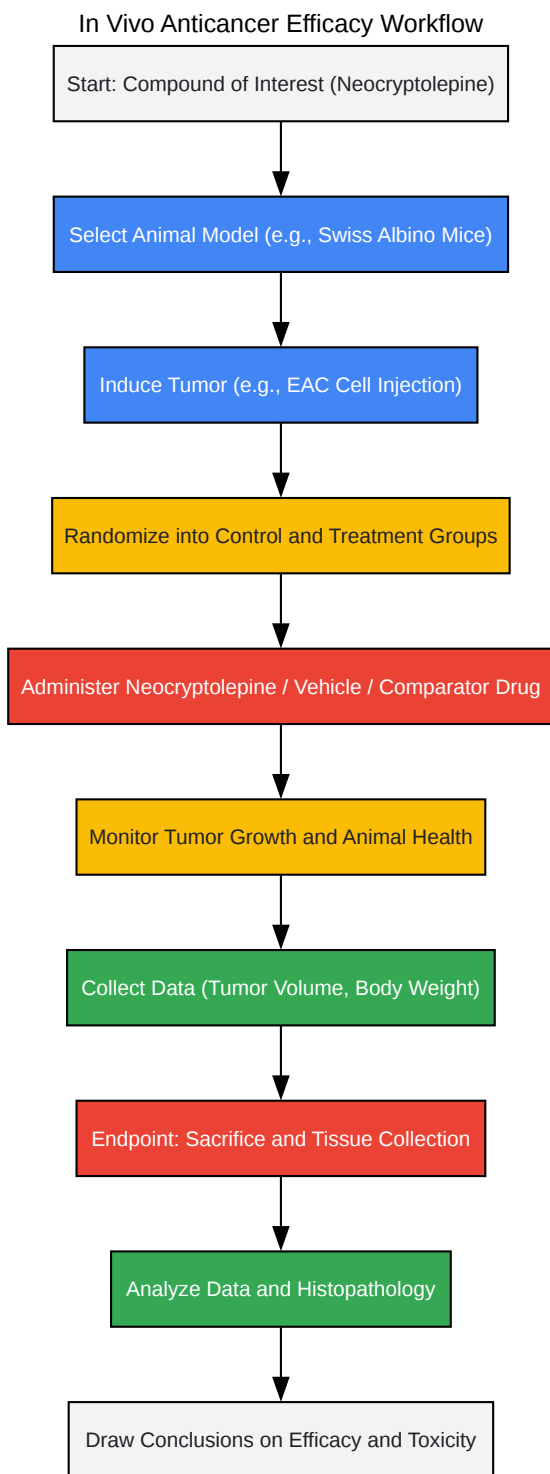 In Vivo Anticancer Efficacy Workflow
Start: Compound of Interest (Neocryptolepine)
Select Animal Model (e.g., Swiss Albino Mice)
Induce Tumor (e.g., EAC Cell Injection)
Randomize into Control and Treatment Groups
Administer Neocryptolepine / Vehicle / Comparator Drug
Monitor Tumor Growth and Animal Health
Collect Data (Tumor Volume, Body Weight)
Endpoint: Sacrifice and Tissue Collection
Analyze Data and Histopathology
Draw Conclusions on Efficacy and Toxicity